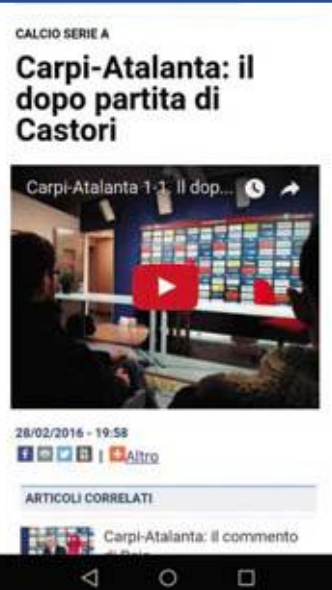 CALCIO SERIE A
Carpi-Atalanta: il
dopo partita di
Castori
Carpi-Atalanta 1-1 Il dop...
28/02/2016 - 19:58
Altro
ARTICOLI CORRELATI
Carpi-Atalanta: il commento